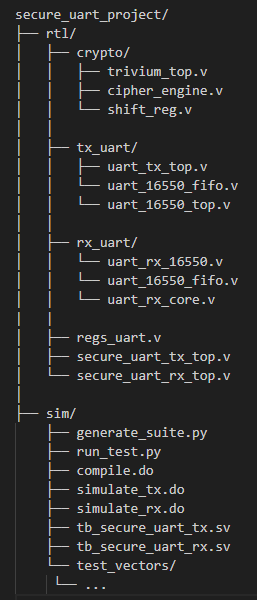 secure_uart_project/
├── rtl/
│   ├── crypto/
│   │   ├── trivium_top.v
│   │   ├── cipher_engine.v
│   │   └── shift_reg.v
│   │
│   ├── tx_uart/
│   │   ├── uart_tx_top.v
│   │   └── uart_16550_fifo.v
│   │   └── uart_16550_top.v
│   │
│   ├── rx_uart/
│   │   └── uart_rx_16550.v
│   │   └── uart_16550_fifo.v
│   │   └── uart_rx_core.v
|   |
│   ├── regs_uart.v
│   ├── secure_uart_tx_top.v
│   └── secure_uart_rx_top.v
│
├── sim/
    ├── generate_suite.py
    ├── run_test.py
    ├── compile.do
    ├── simulate_tx.do
    ├── simulate_rx.do
    ├── tb_secure_uart_tx.sv
    ├── tb_secure_uart_rx.sv
    └── test_vectors/
     └── ...